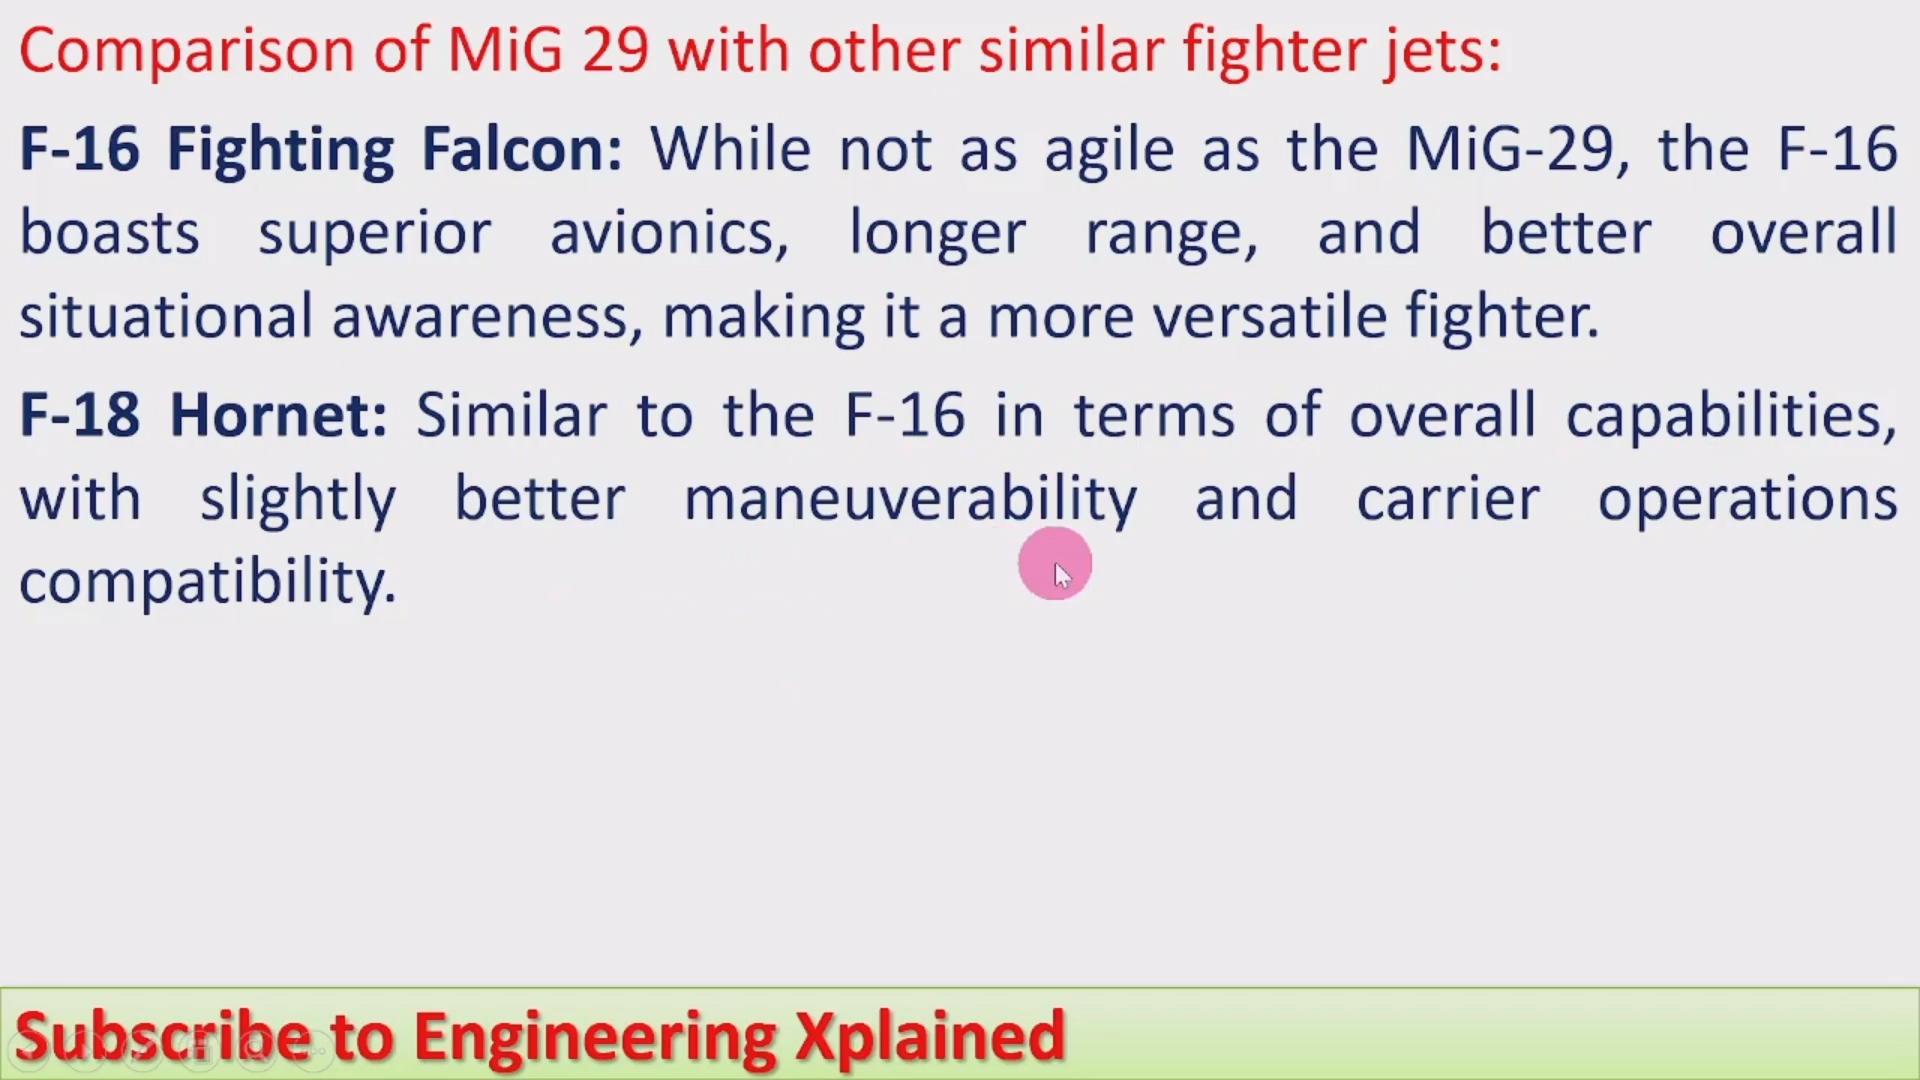 Comparison of MiG 29 with other similar fighter jets:
F-16 Fighting Falcon: While not as agile as the MiG-29, the F-16
boasts superior avionics, longer range, and better overall
situational awareness, making it a more versatile fighter.
F-18 Hornet: Similar to the F-16 in terms of overall capabilities,
with slightly better maneuverability and carrier operations
compatibility.
Subscribe to Engineering Xplained